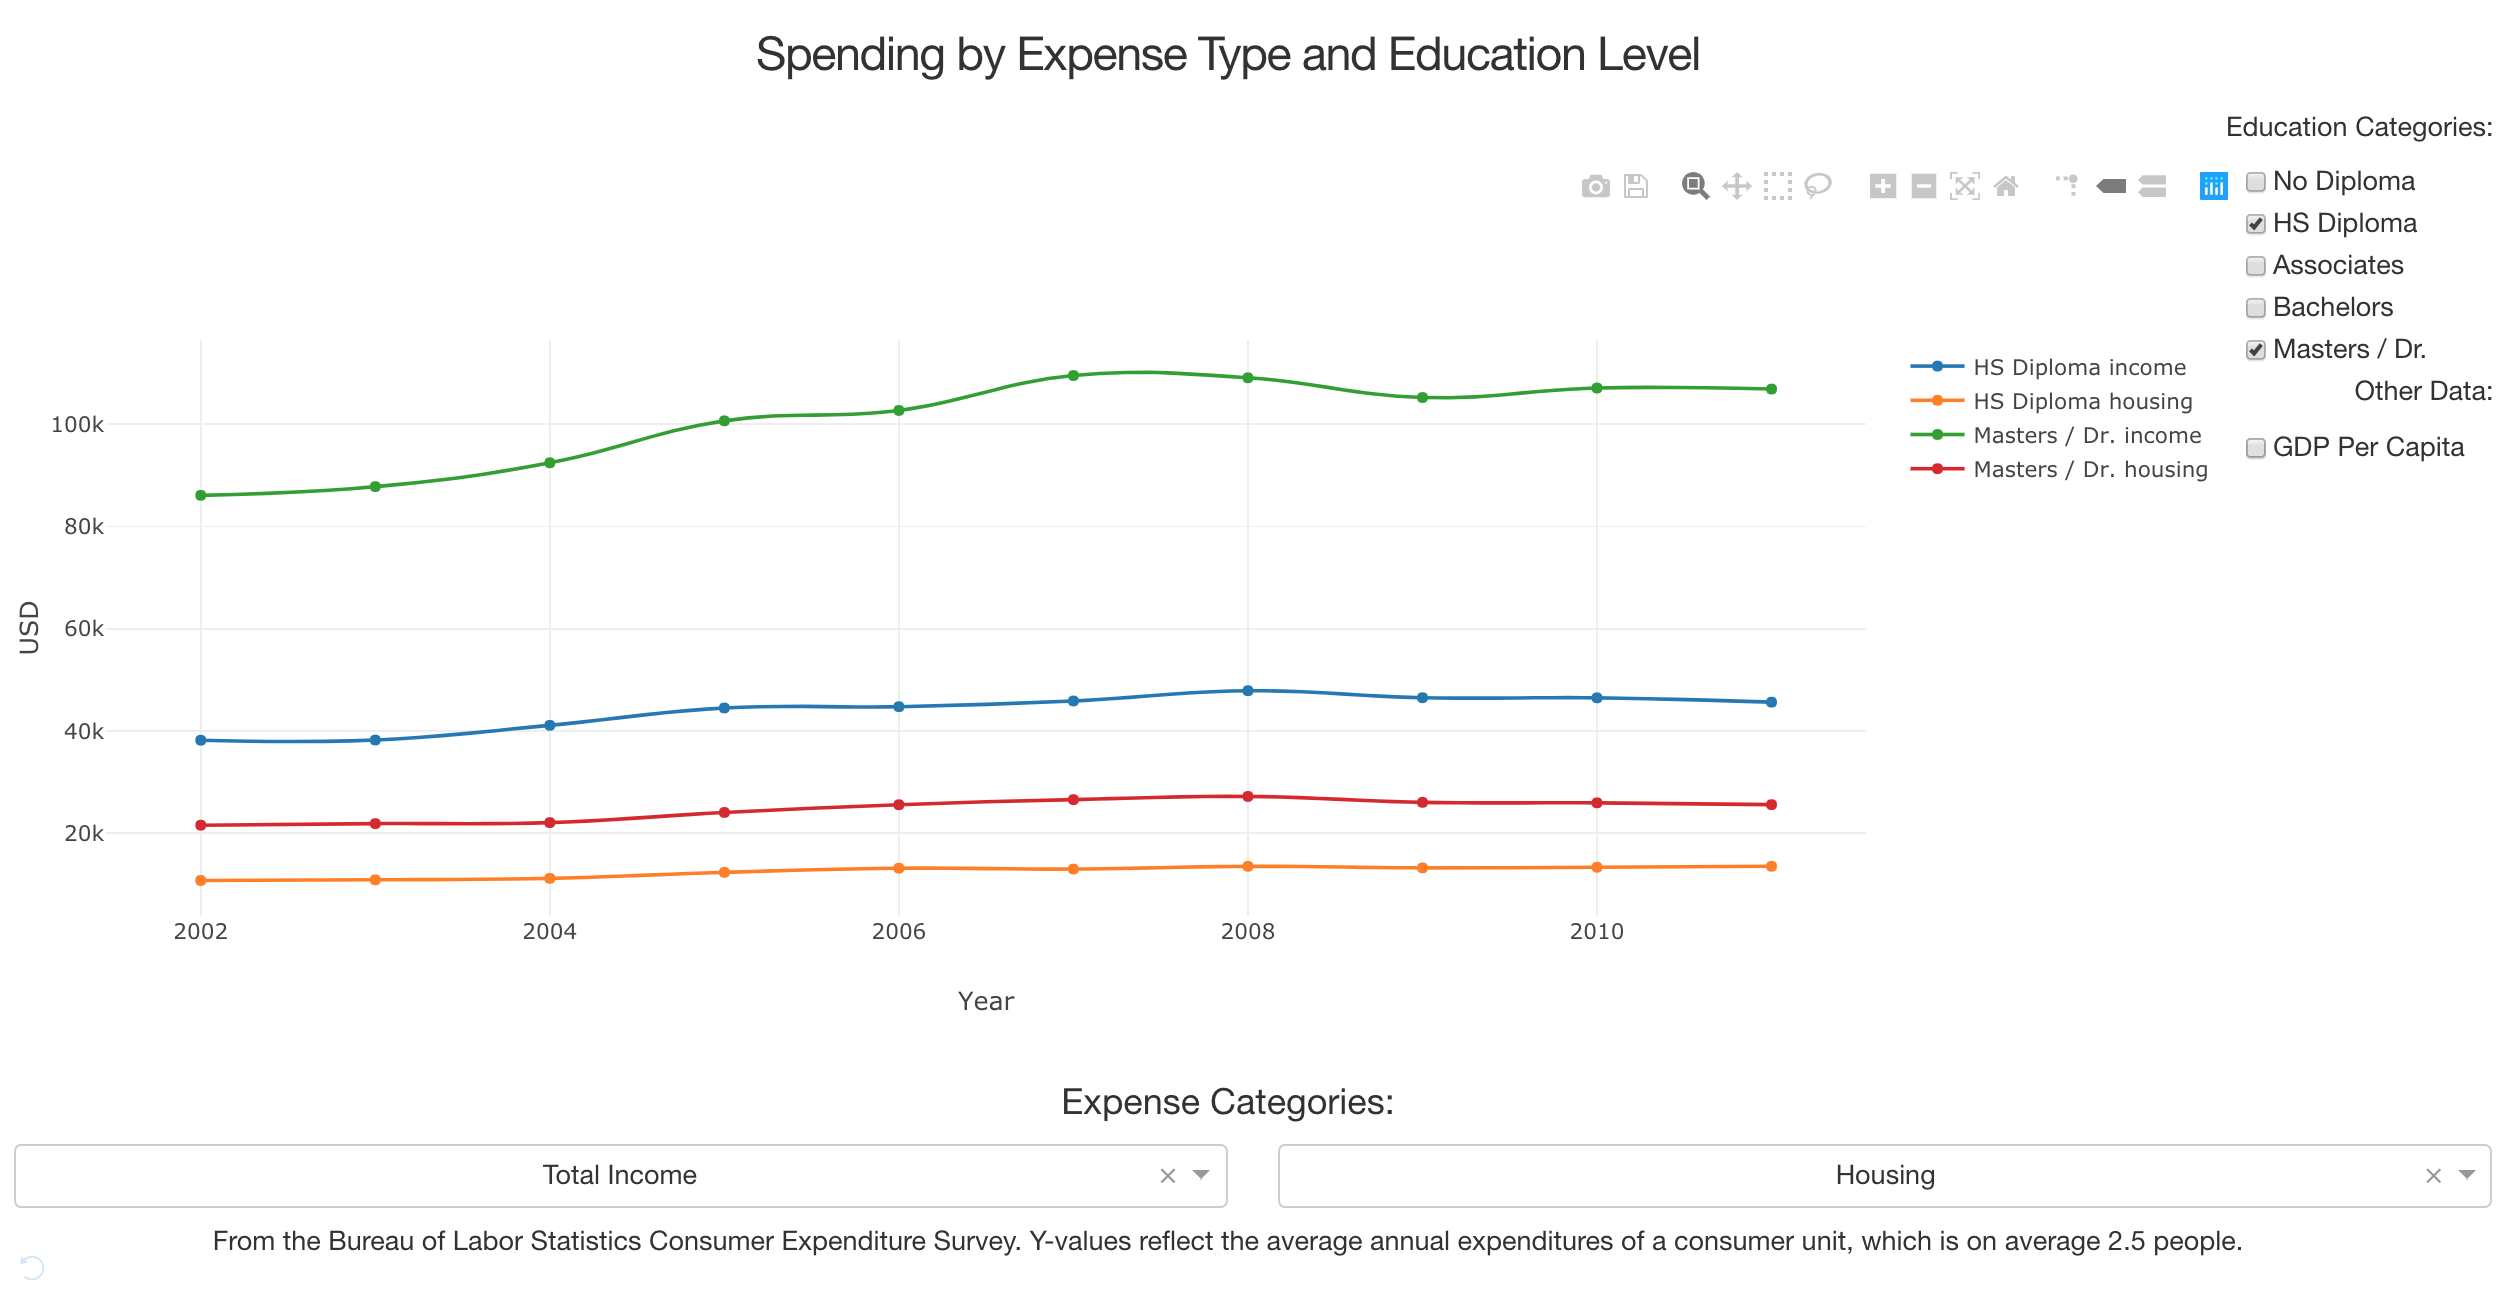 Spending by Expense Type and Education Level
Education Categories:
No Diploma
HS Diploma
Associates
Bachelors
Masters / Dr.
Other Data:
GDP Per Capita
HS Diploma income
HS Diploma housing
Masters / Dr. income
Masters / Dr. housing
100k
80k
60k
40k
20k
USD
2002 2004 2006 2008 2010
Year
Expense Categories:
Total Income
Housing
From the Bureau of Labor Statistics Consumer Expenditure Survey. Y-values reflect the average annual expenditures of a consumer unit, which is on average 2.5 people.